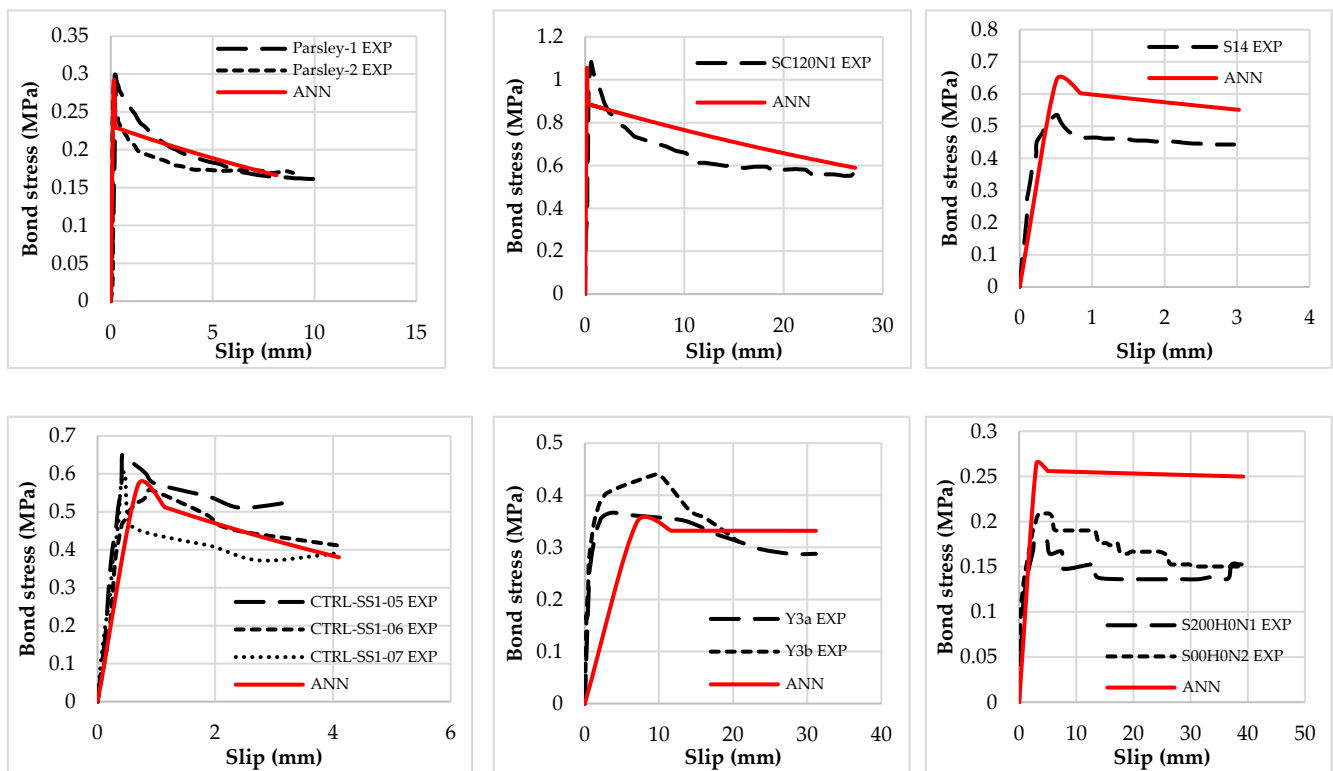 0.35
0.3
0.25
0.2
0.15
0.1
0.05
0
Bond stress (MPa)
Parsley-1 EXP
Parsley-2 EXP
ANN
0 5 10 15
Slip (mm)
1.2
1
0.8
0.6
0.4
0.2
0
Bond stress (MPa)
SC120N1 EXP
ANN
0 10 20 30
Slip (mm)
0.8
0.7
0.6
0.5
0.4
0.3
0.2
0.1
0
Bond stress (MPa)
S14 EXP
ANN
0 1 2 3 4
Slip (mm)
0.7
0.6
0.5
0.4
0.3
0.2
0.1
0
Bond stress (MPa)
CTRL-SS1-05 EXP
CTRL-SS1-06 EXP
CTRL-SS1-07 EXP
ANN
0 2 4 6
Slip (mm)
0.5
0.4
0.3
0.2
0.1
0
Bond stress (MPa)
Y3a EXP
Y3b EXP
ANN
0 10 20 30 40
Slip (mm)
0.3
0.25
0.2
0.15
0.1
0.05
0
Bond stress (MPa)
S200H0N1 EXP
S00H0N2 EXP
ANN
0 10 20 30 40 50
Slip (mm)